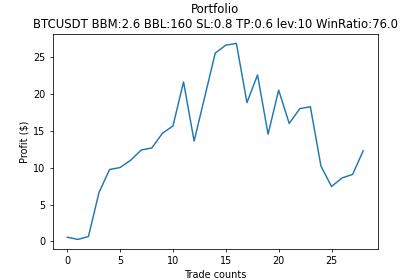 Portfolio
BTCUSDT BBM:2.6 BBL:160 SL:0.8 TP:0.6 lev:10 WinRatio:76.0
25
20
15
10
5
0
Profit ($)
0 5 10 15 20 25
Trade counts